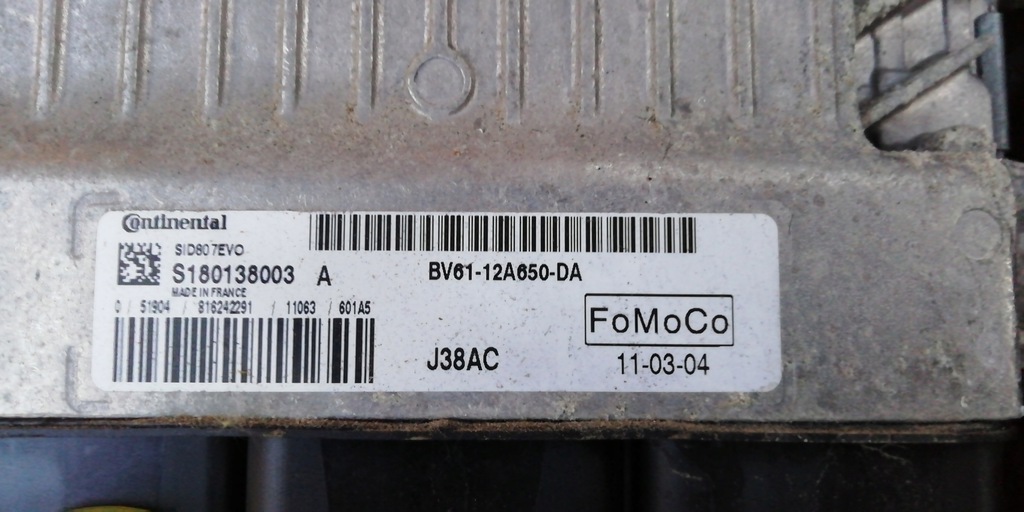 Continental
SID807EVO
S180138003 A
MADE IN FRANCE
0 / 51904 / 816242291 / 11063 / 601A5
BV61-12A650-DA
FoMoCo
J38AC
11-03-04